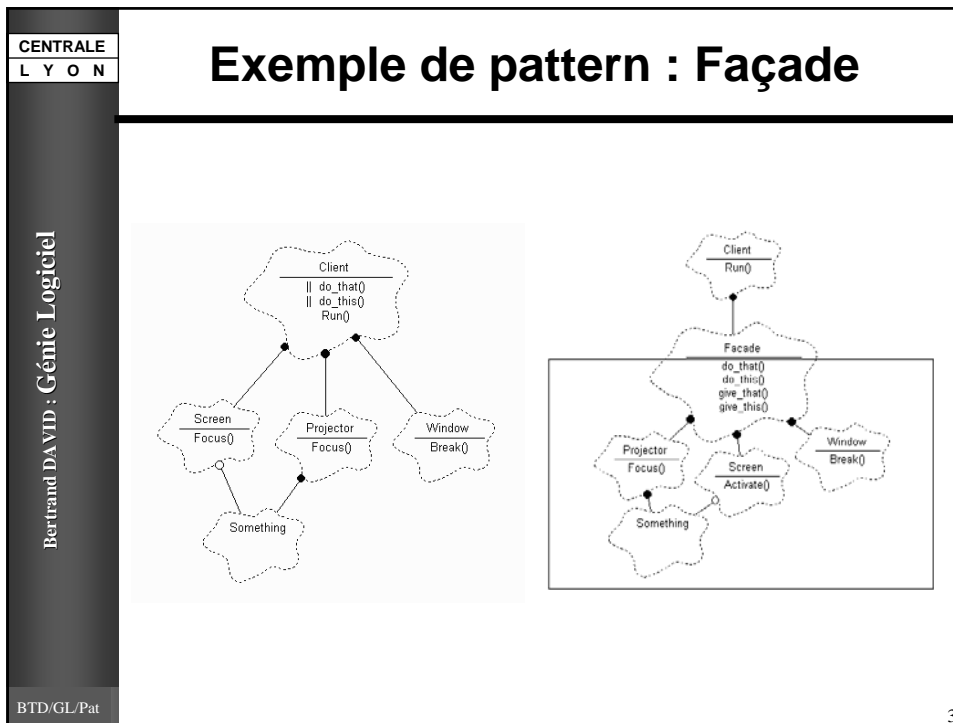 CENTRALE
L Y O N
Exemple de pattern : Façade
Bertrand DAVID : Génie Logiciel
Client
|| do_that()
|| do_this()
Run()
Screen
Focus()
Projector
Focus()
Window
Break()
Something
Client
Run()
Facade
do_that()
do_this()
give_that()
give_this()
Projector
Focus()
Screen
Activate()
Window
Break()
Something
BTD/GL/Pat
3